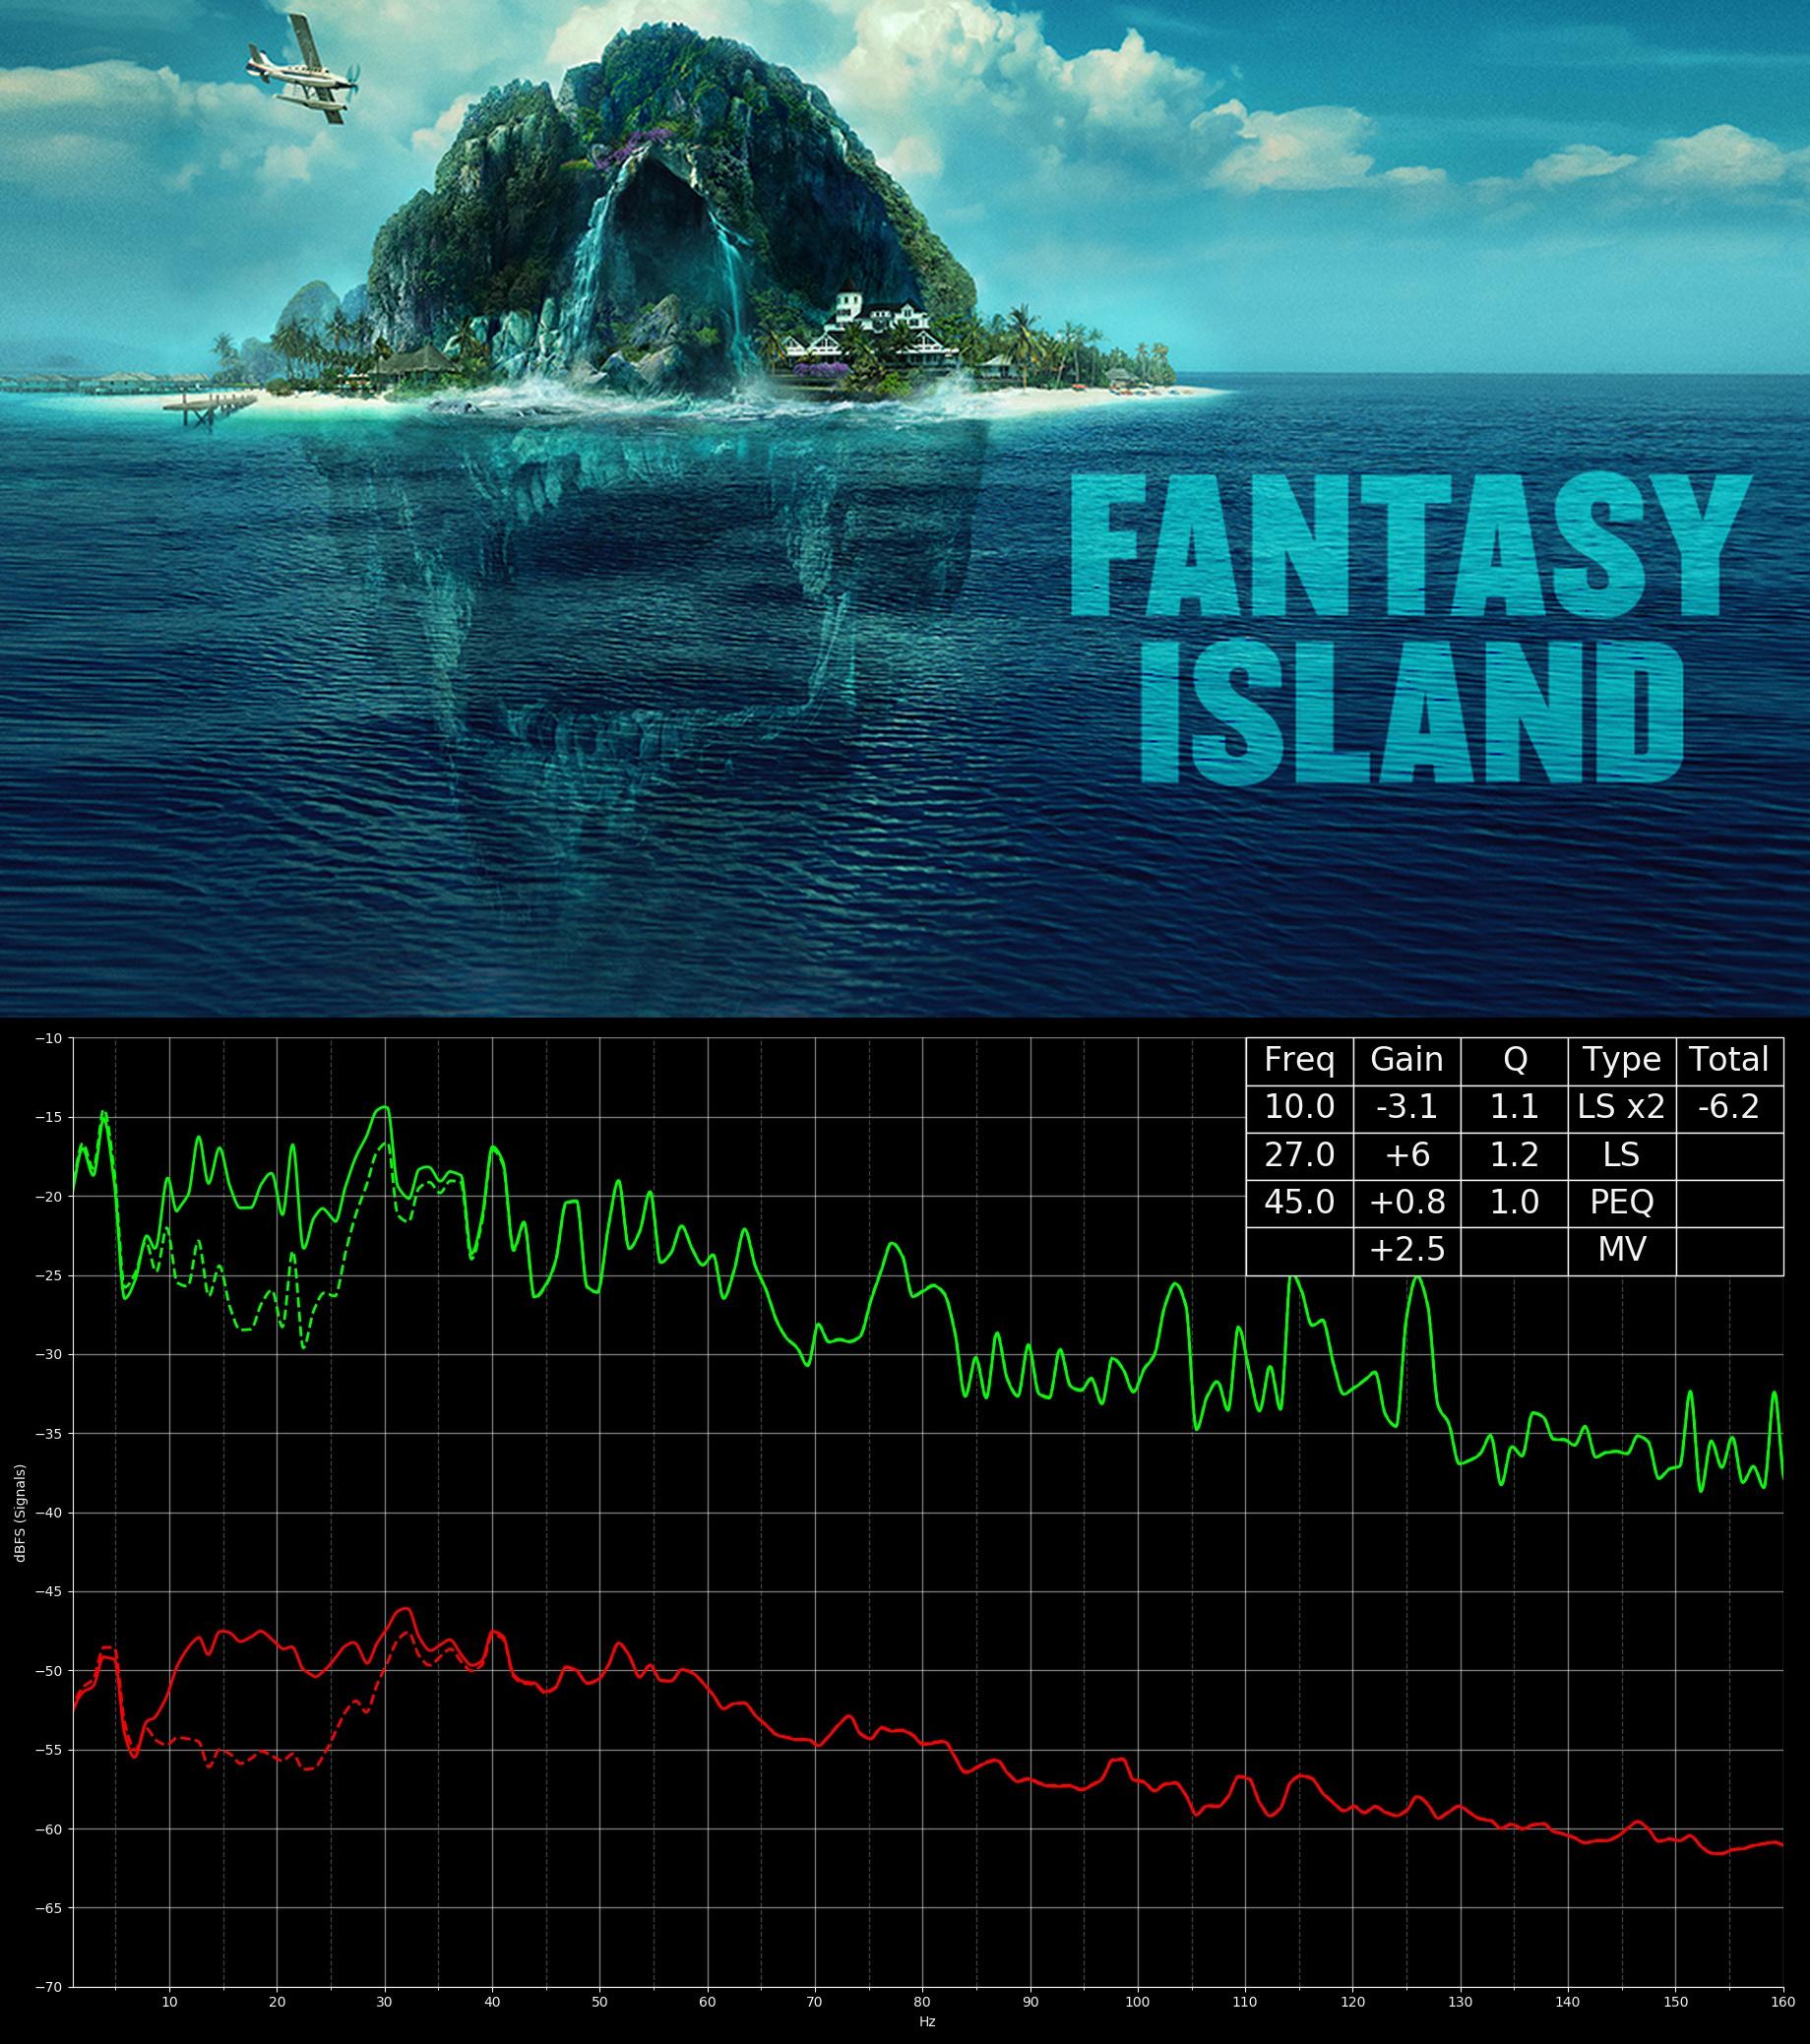 FANTASY
ISLAND
Freq Gain Q Type Total
10.0 -3.1 1.1 LS x2 -6.2
27.0 +6 1.2 LS
45.0 +0.8 1.0 PEQ
+2.5 MV
−10
−15
−20
−25
−30
−35
−40
−45
−50
−55
−60
−65
−70
dBFS (Signals)
10 20 30 40 50 60 70 80 90 100 110 120 130 140 150 160
Hz